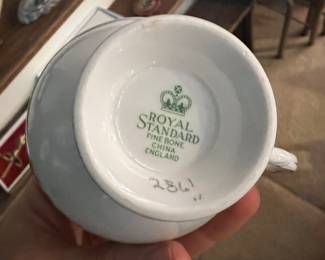 ROYAL
STANDARD
FINE BONE
CHINA
ENGLAND
2861